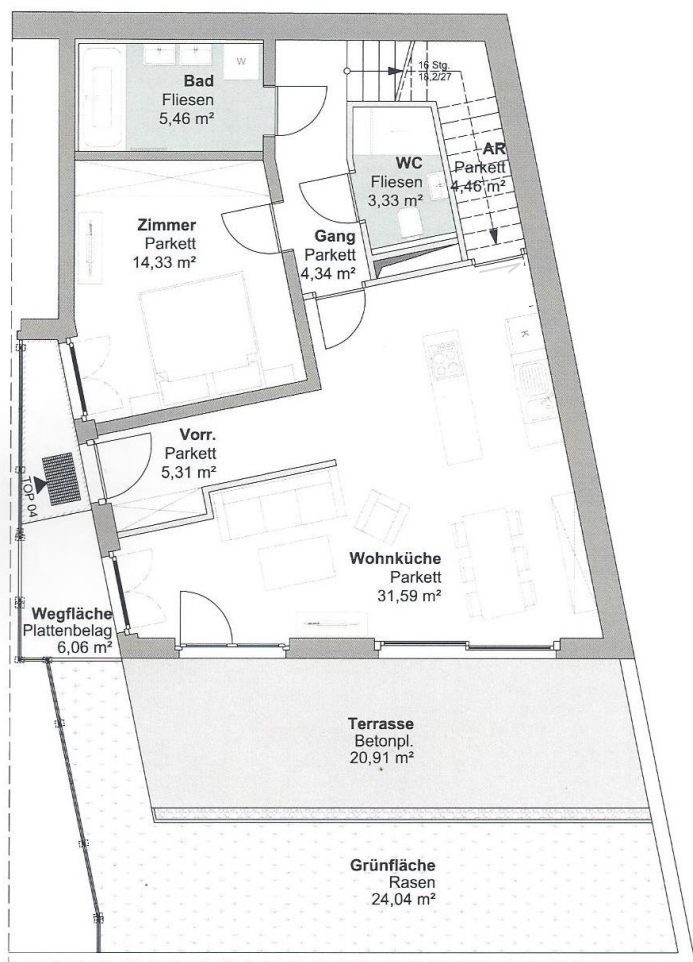 16 Stg.
18,2/27
W
Bad
Fliesen
5,46 m²
WC
Fliesen
3,33 m²
AR
Parkett
4,46 m²
Zimmer
Parkett
14,33 m²
Gang
Parkett
4,34 m²
K
Vorr.
Parkett
5,31 m²
TOP 04
Wohnküche
Parkett
31,59 m²
Wegfläche
Plattenbelag
6,06 m²
Terrasse
Betonpl.
20,91 m²
Grünfläche
Rasen
24,04 m²